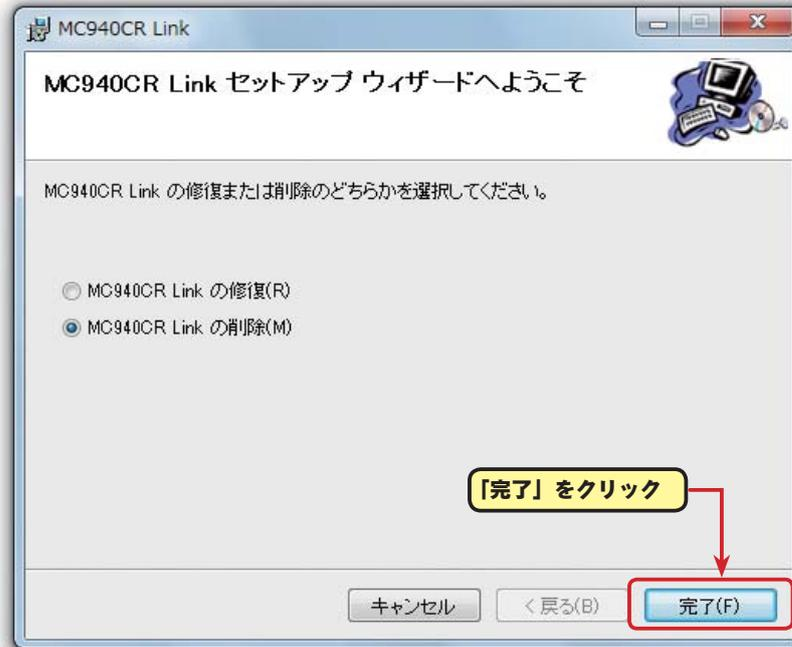 MC940CR Link
MC940CR Link セットアップ ウィザードへようこそ
MC940CR Link の修復または削除のどちらかを選択してください。
MC940CR Link の修復(R)
MC940CR Link の削除(M)
「完了」をクリック
キャンセル
< 戻る(B)
完了(F)